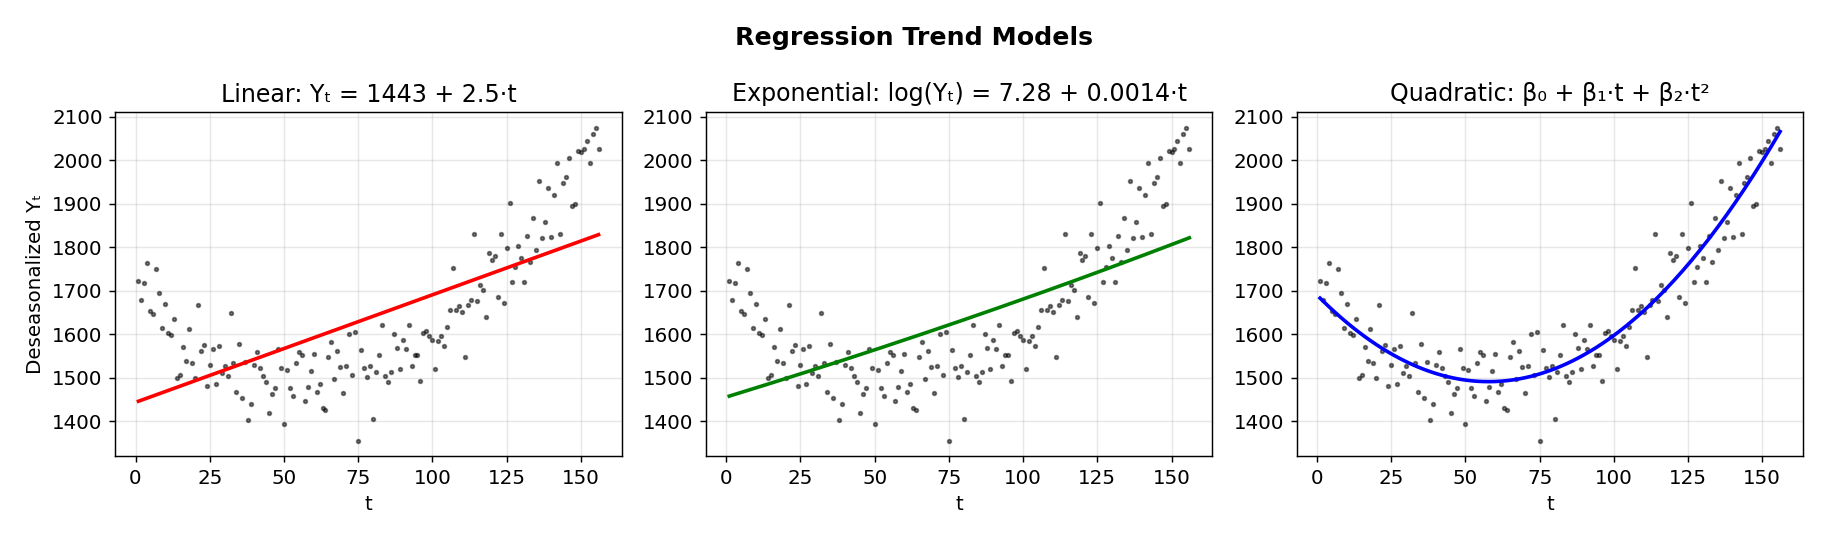 Regression Trend Models
Linear: Yₜ = 1443 + 2.5·t
Deseasonalized Yₜ
2100
2000
1900
1800
1700
1600
1500
1400
0 25 50 75 100 125 150
t
Exponential: log(Yₜ) = 7.28 + 0.0014·t
2100
2000
1900
1800
1700
1600
1500
1400
0 25 50 75 100 125 150
t
Quadratic: β₀ + β₁·t + β₂·t²
2100
2000
1900
1800
1700
1600
1500
1400
0 25 50 75 100 125 150
t